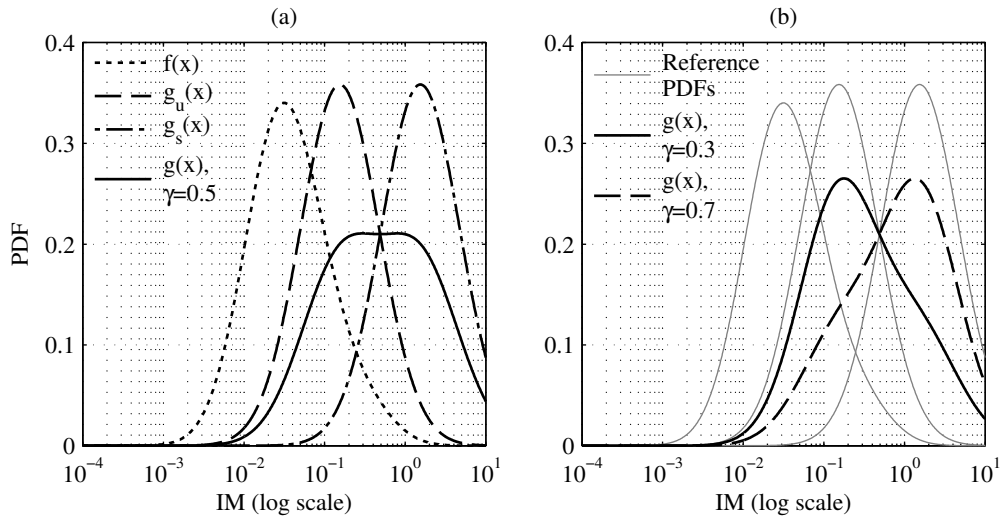 (a)
0.4
0.3
0.2
0.1
0
PDF
f(x)
g_u(x)
g_s(x)
g(x),
γ=0.5
10^−4
10^−3
10^−2
10^−1
10^0
10^1
IM (log scale)
(b)
0.4
0.3
0.2
0.1
0
Reference
PDFs
g(x),
γ=0.3
g(x),
γ=0.7
10^−4
10^−3
10^−2
10^−1
10^0
10^1
IM (log scale)